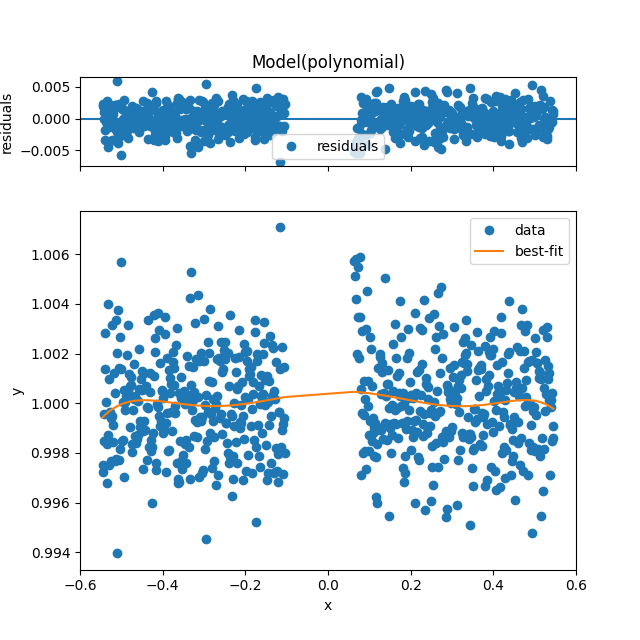 Model(polynomial)
residuals
0.005
0.000
−0.005
residuals
y
1.006
1.004
1.002
1.000
0.998
0.996
0.994
data
best-fit
−0.6 −0.4 −0.2 0.0 0.2 0.4 0.6
x